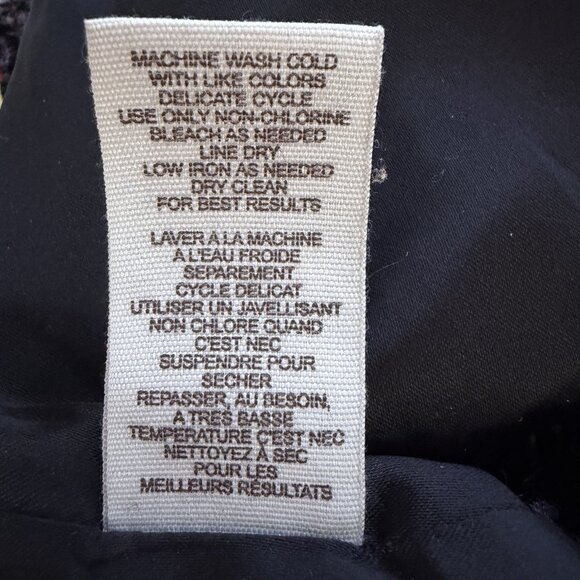 MACHINE WASH COLD
WITH LIKE COLORS
DELICATE CYCLE
USE ONLY NON-CHLORINE
BLEACH AS NEEDED
LINE DRY
LOW IRON AS NEEDED
DRY CLEAN
FOR BEST RESULTS
LAVER A LA MACHINE
A L'EAU FROIDE
SEPAREMENT
CYCLE DELICAT
UTILISER UN JAVELLISANT
NON CHLORE QUAND
C'EST NEC
SUSPENDRE POUR
SECHER
REPASSER, AU BESOIN,
A TRES BASSE
TEMPERATURE C'EST NEC
NETTOYEZ À SEC
POUR LES
MEILLEURS RÉSULTATS